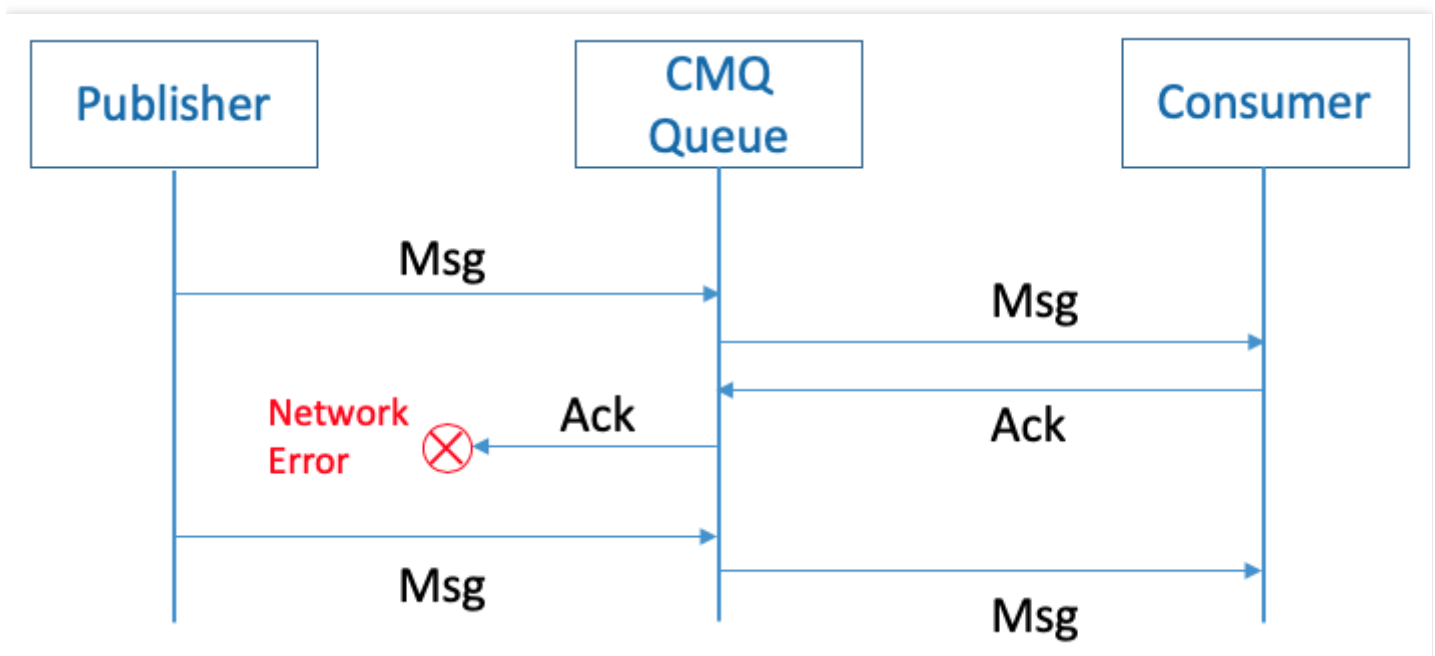 Publisher
CMQ
Queue
Consumer
Msg
Msg
Network
Error
Ack
Ack
Msg
Msg